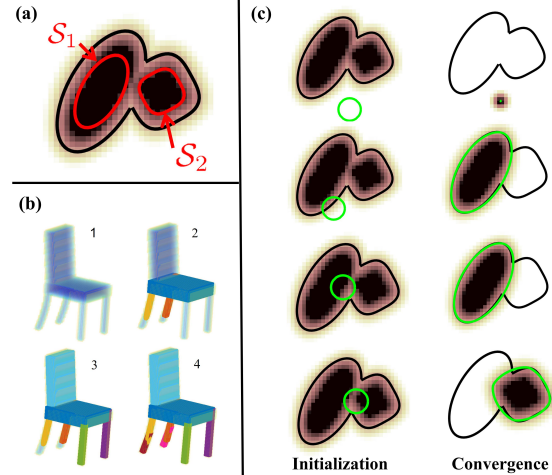 (a)
S₁
S₂
(b)
1
2
3
4
(c)
Initialization
Convergence